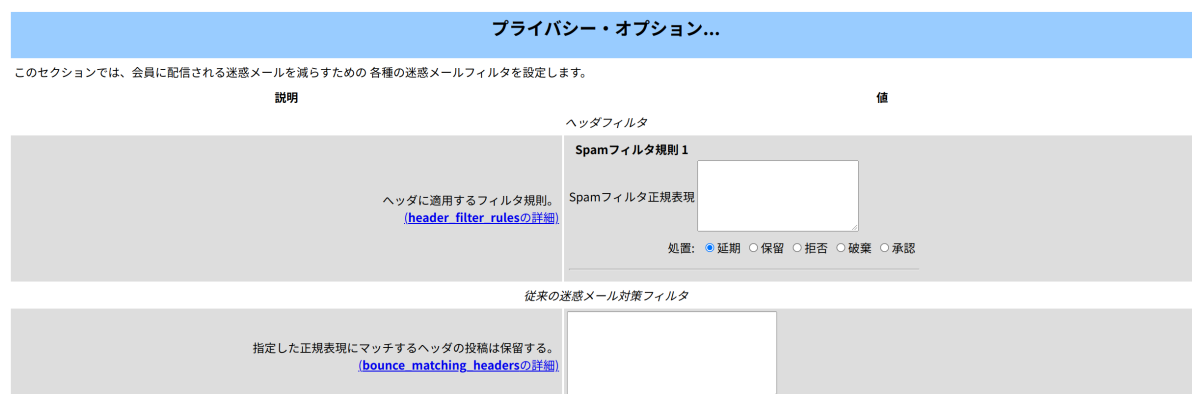 プライバシー・オプション...
このセクションでは、会員に配信される迷惑メールを減らすための 各種の迷惑メールフィルタを設定します。
説明 値
ヘッダフィルタ
Spamフィルタ規則 1
ヘッダに適用するフィルタ規則。
(header_filter_rulesの詳細)
Spamフィルタ正規表現
処置: 延期 保留 拒否 破棄 承認
従来の迷惑メール対策フィルタ
指定した正規表現にマッチするヘッダの投稿は保留する。
(bounce_matching_headersの詳細)